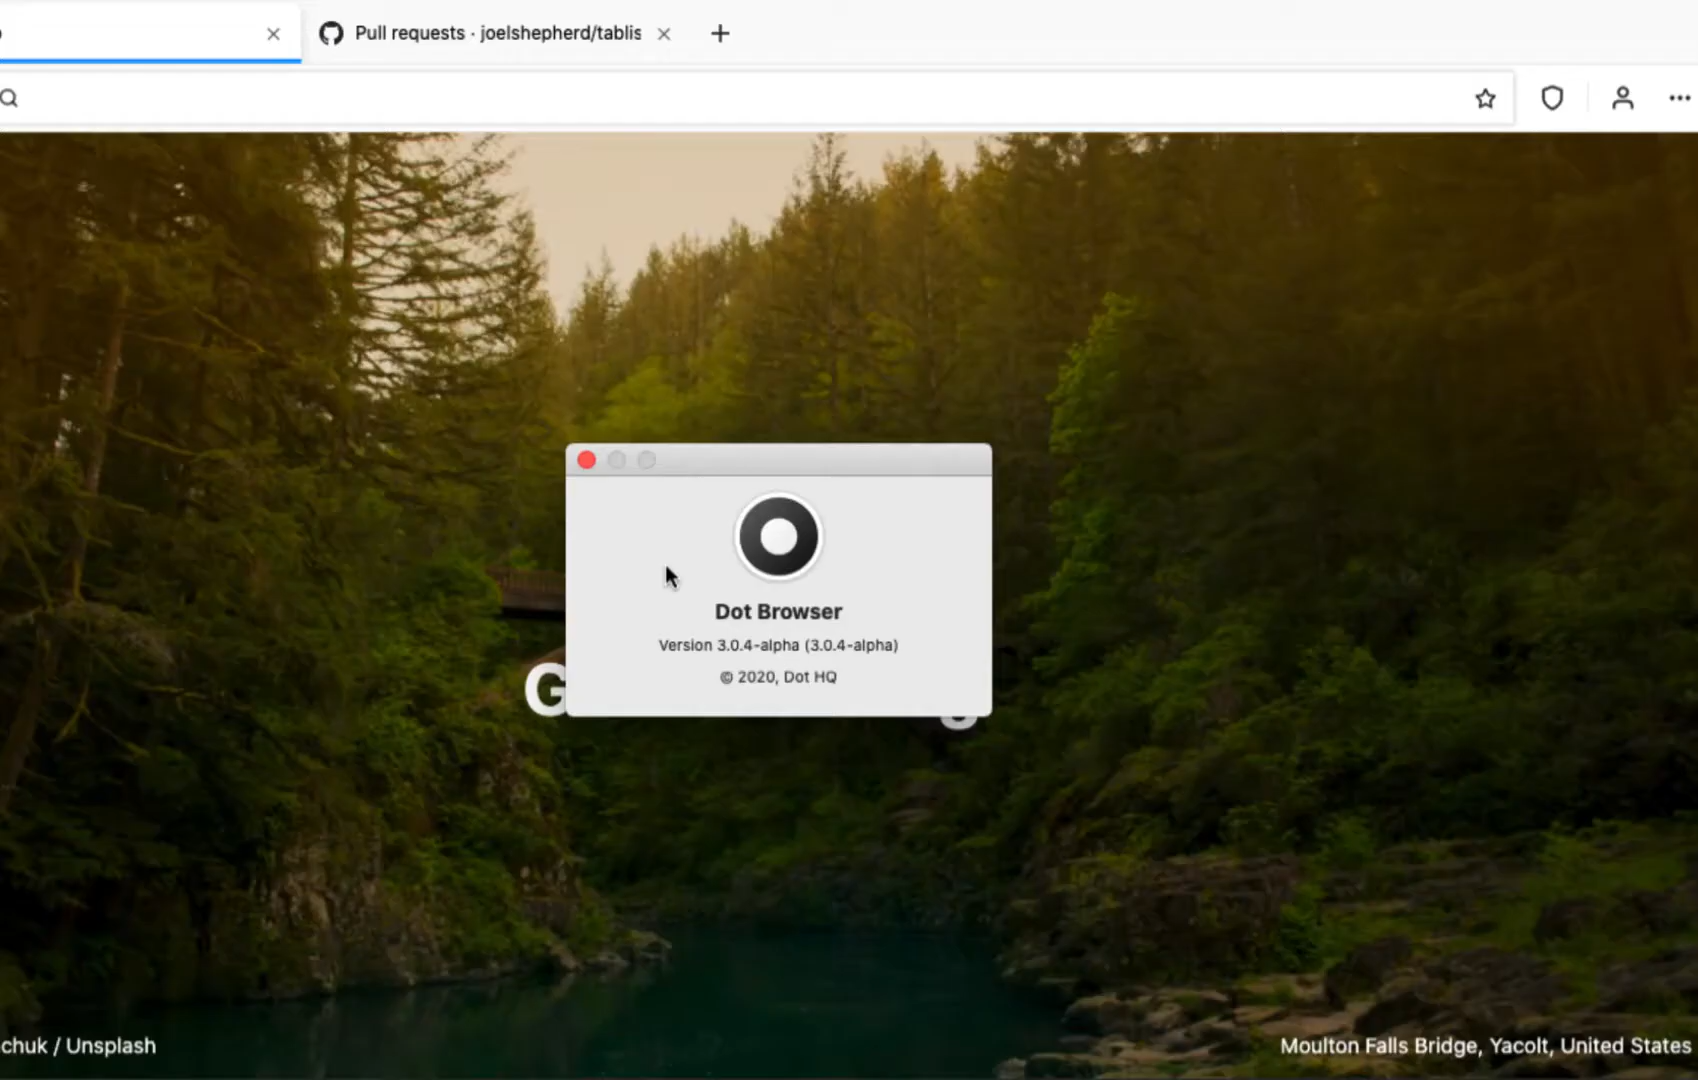 Pull requests · joelshepherd/tablis
Dot Browser
Version 3.0.4-alpha (3.0.4-alpha)
© 2020, Dot HQ
G
chuk / Unsplash
Moulton Falls Bridge, Yacolt, United States